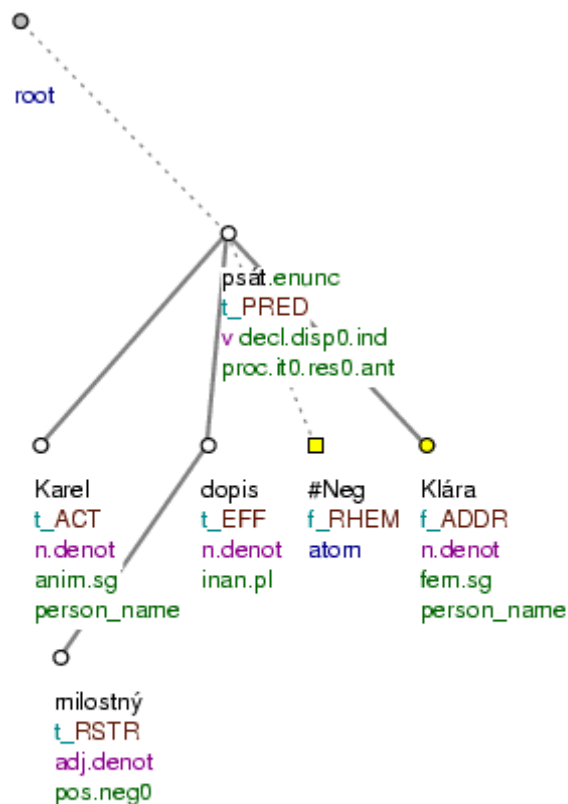 root
psát.enunc
t_PRED
v decl.disp0.ind
proc.it0.res0.ant
Karel
t_ACT
n.denot
anim.sg
person_name
dopis
t_EFF
n.denot
inan.pl
#Neg
f_RHEM
atom
Klára
f_ADDR
n.denot
fem.sg
person_name
milostný
t_RSTR
adj.denot
pos.neg0